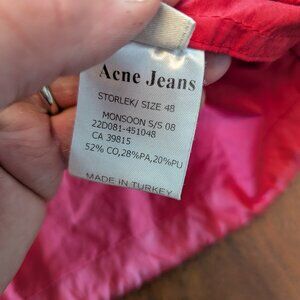 Acne Jeans
STORLEK/ SIZE 48
MONSOON S/S 08
22D081-451048
CA 39815
52% CO,28%PA,20%PU
MADE IN TURKEY